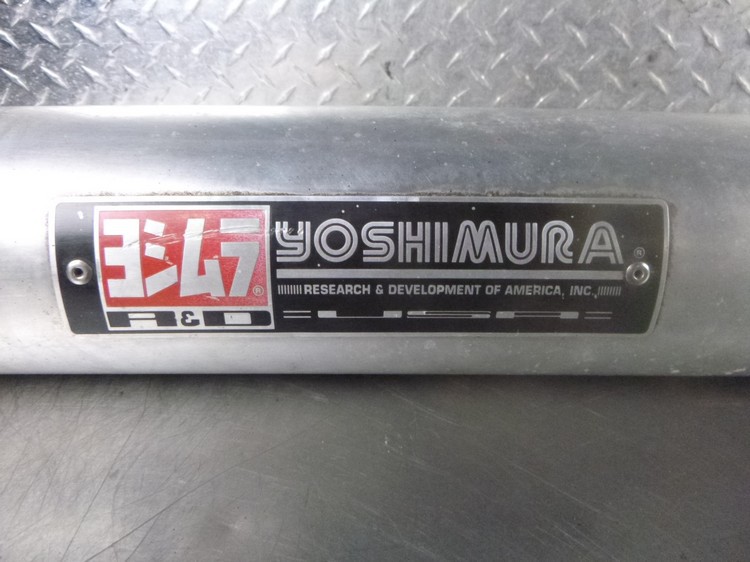 ヨシムラ® YOSHIMURA®
RESEARCH & DEVELOPMENT OF AMERICA, INC.
R&D USA